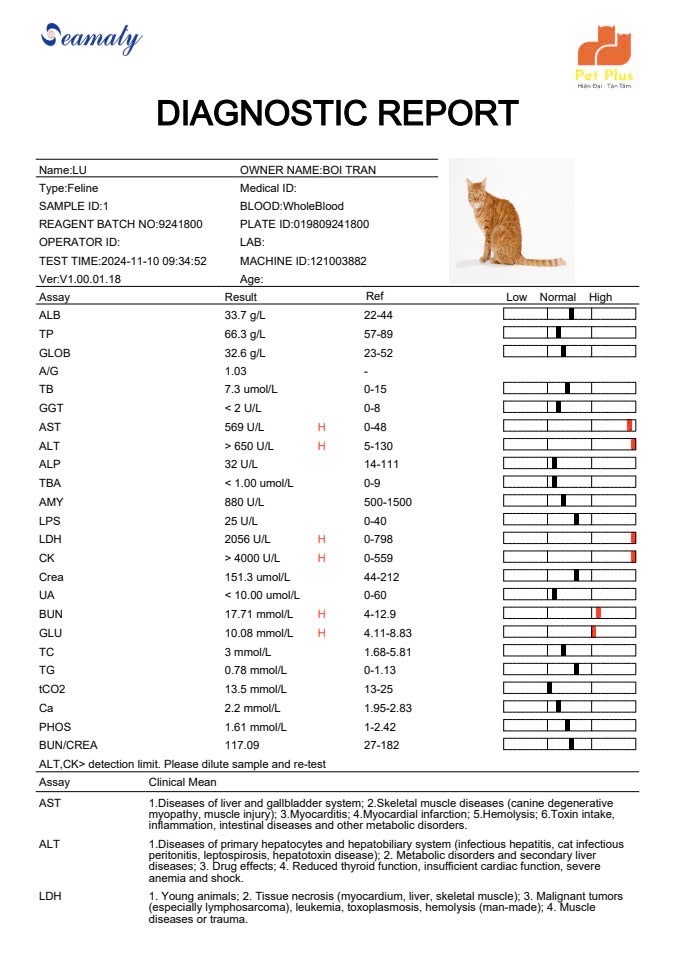 Seamaty
Pet Plus
Hiện Đại - Tận Tâm
DIAGNOSTIC REPORT
Name:LU OWNER NAME:BOI TRAN
Type:Feline Medical ID:
SAMPLE ID:1 BLOOD:WholeBlood
REAGENT BATCH NO:9241800 PLATE ID:019809241800
OPERATOR ID: LAB:
TEST TIME:2024-11-10 09:34:52 MACHINE ID:121003882
Ver:V1.00.01.18 Age:
Assay Result Ref Low Normal High
ALB 33.7 g/L 22-44
TP 66.3 g/L 57-89
GLOB 32.6 g/L 23-52
A/G 1.03 -
TB 7.3 umol/L 0-15
GGT < 2 U/L 0-8
AST 569 U/L H 0-48
ALT > 650 U/L H 5-130
ALP 32 U/L 14-111
TBA < 1.00 umol/L 0-9
AMY 880 U/L 500-1500
LPS 25 U/L 0-40
LDH 2056 U/L H 0-798
CK > 4000 U/L H 0-559
Crea 151.3 umol/L 44-212
UA < 10.00 umol/L 0-60
BUN 17.71 mmol/L H 4-12.9
GLU 10.08 mmol/L H 4.11-8.83
TC 3 mmol/L 1.68-5.81
TG 0.78 mmol/L 0-1.13
tCO2 13.5 mmol/L 13-25
Ca 2.2 mmol/L 1.95-2.83
PHOS 1.61 mmol/L 1-2.42
BUN/CREA 117.09 27-182
ALT,CK> detection limit. Please dilute sample and re-test
Assay Clinical Mean
AST 1.Diseases of liver and gallbladder system; 2.Skeletal muscle diseases (canine degenerative
myopathy, muscle injury); 3.Myocarditis; 4.Myocardial infarction; 5.Hemolysis; 6.Toxin intake,
inflammation, intestinal diseases and other metabolic disorders.
ALT 1.Diseases of primary hepatocytes and hepatobiliary system (infectious hepatitis, cat infectious
peritonitis, leptospirosis, hepatotoxin disease); 2. Metabolic disorders and secondary liver
diseases; 3. Drug effects; 4. Reduced thyroid function, insufficient cardiac function, severe
anemia and shock.
LDH 1. Young animals; 2. Tissue necrosis (myocardium, liver, skeletal muscle); 3. Malignant tumors
(especially lymphosarcoma), leukemia, toxoplasmosis, hemolysis (man-made); 4. Muscle
diseases or trauma.